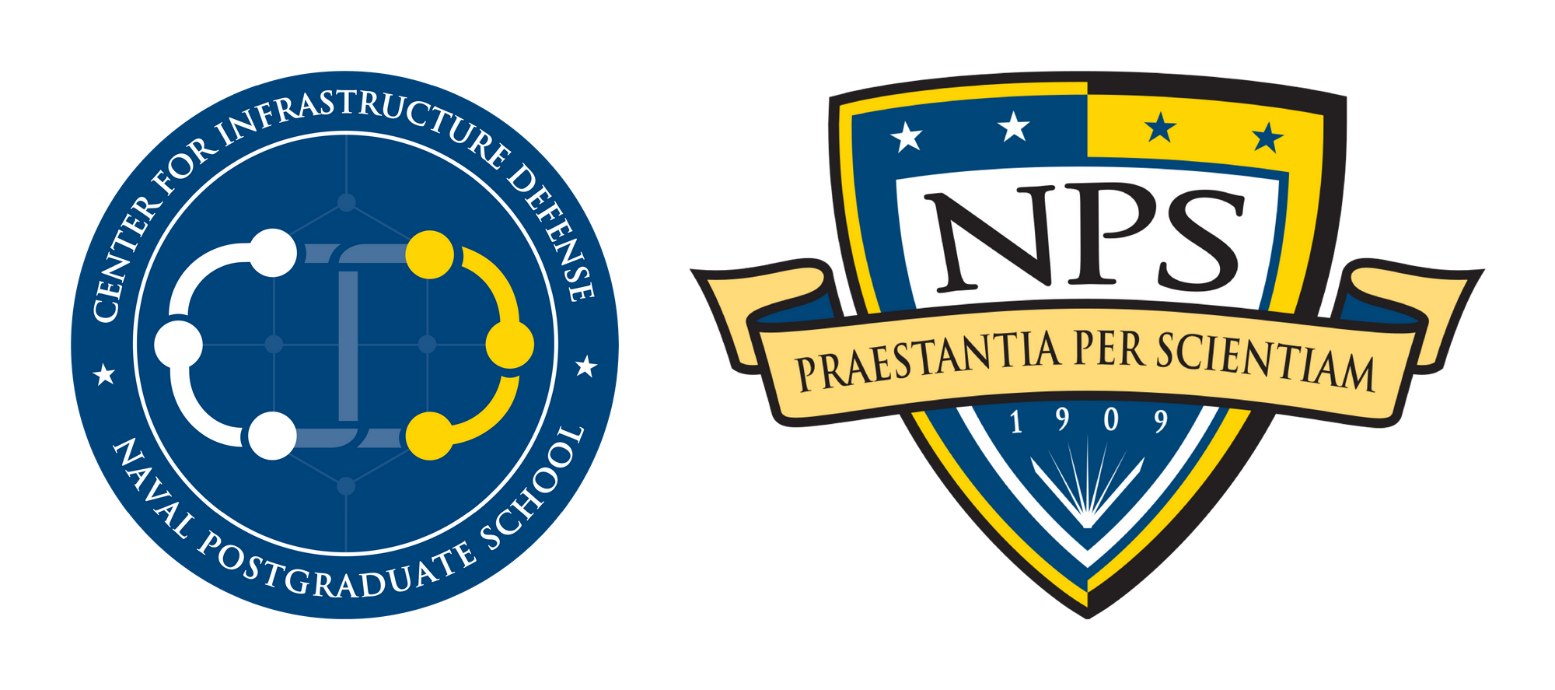 CENTER FOR INFRASTRUCTURE DEFENSE
NAVAL POSTGRADUATE SCHOOL
NPS
PRAESTANTIA PER SCIENTIAM
1909